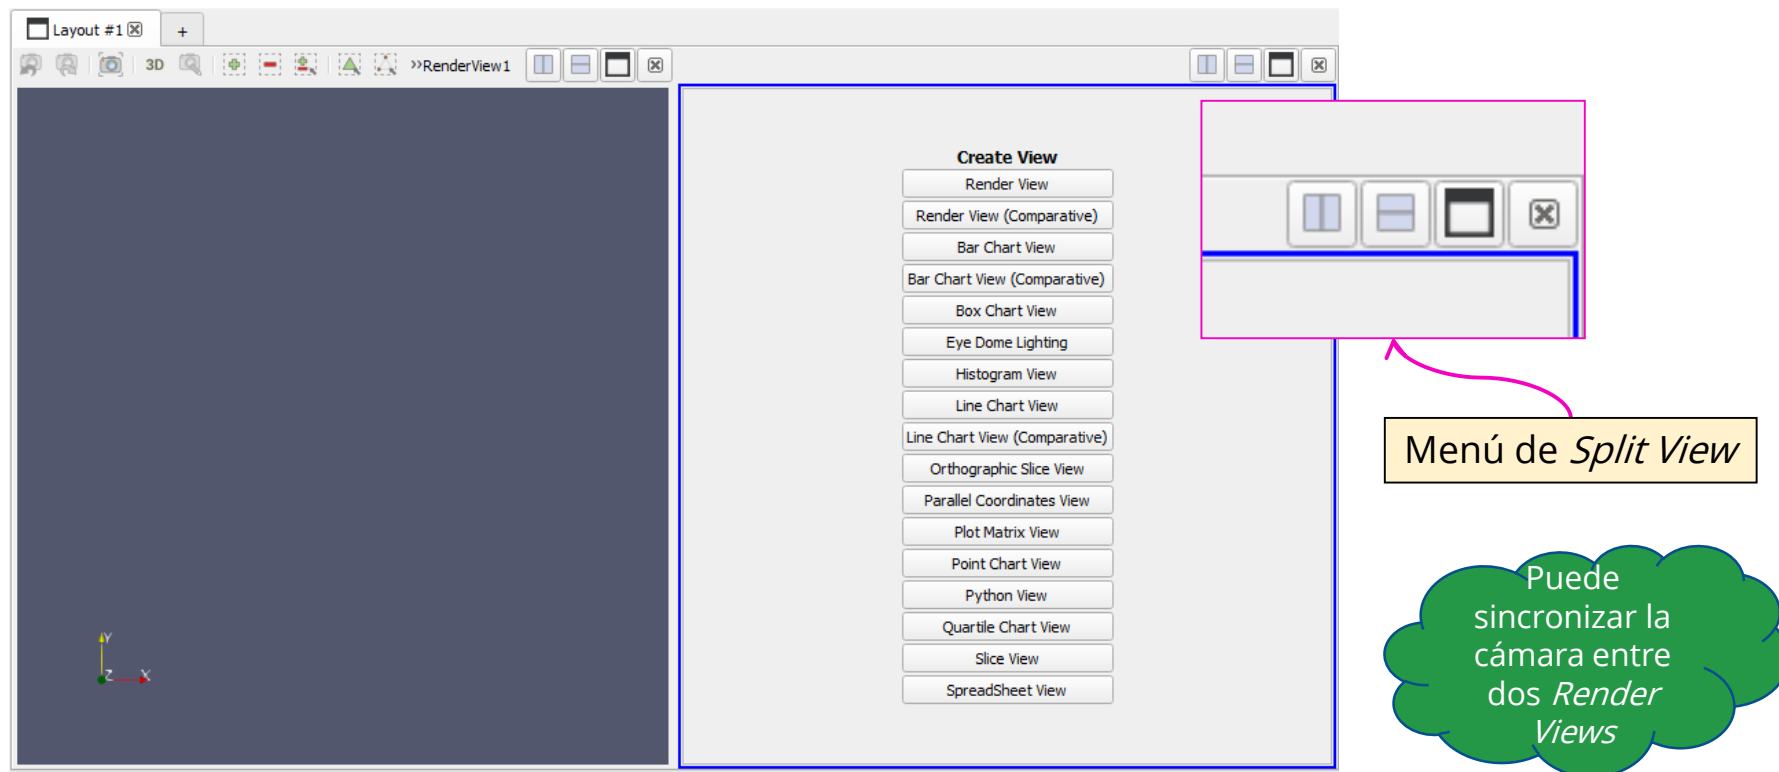 Layout #1
+
3D
»RenderView1
Create View
Render View
Render View (Comparative)
Bar Chart View
Bar Chart View (Comparative)
Box Chart View
Eye Dome Lighting
Histogram View
Line Chart View
Line Chart View (Comparative)
Orthographic Slice View
Parallel Coordinates View
Plot Matrix View
Point Chart View
Python View
Quartile Chart View
Slice View
SpreadSheet View
Y
Z
X
Menú de Split View
Puede
sincronizar la
cámara entre
dos Render
Views